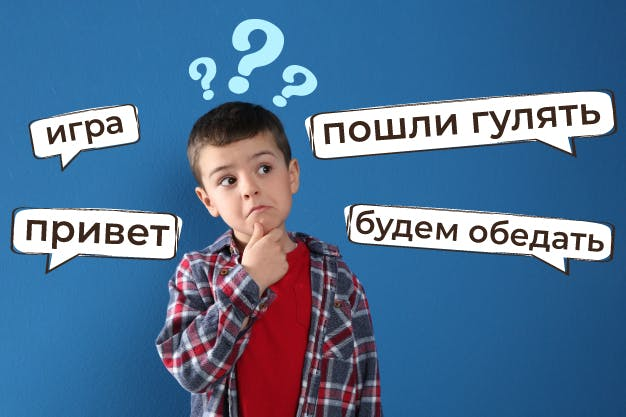 ???
игра
пошли гулять
привет
будем обедать